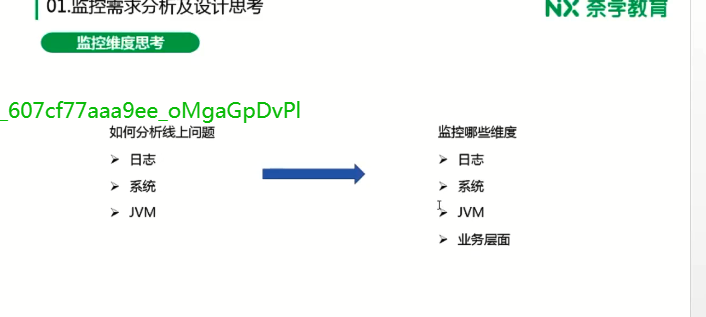 01.监控需求分析及设计思考
NX 奈学教育
监控维度思考
_607cf77aaa9ee_oMgaGpDvPl
如何分析线上问题
➢ 日志
➢ 系统
➢ JVM
监控哪些维度
➢ 日志
➢ 系统
➢ JVM
➢ 业务层面